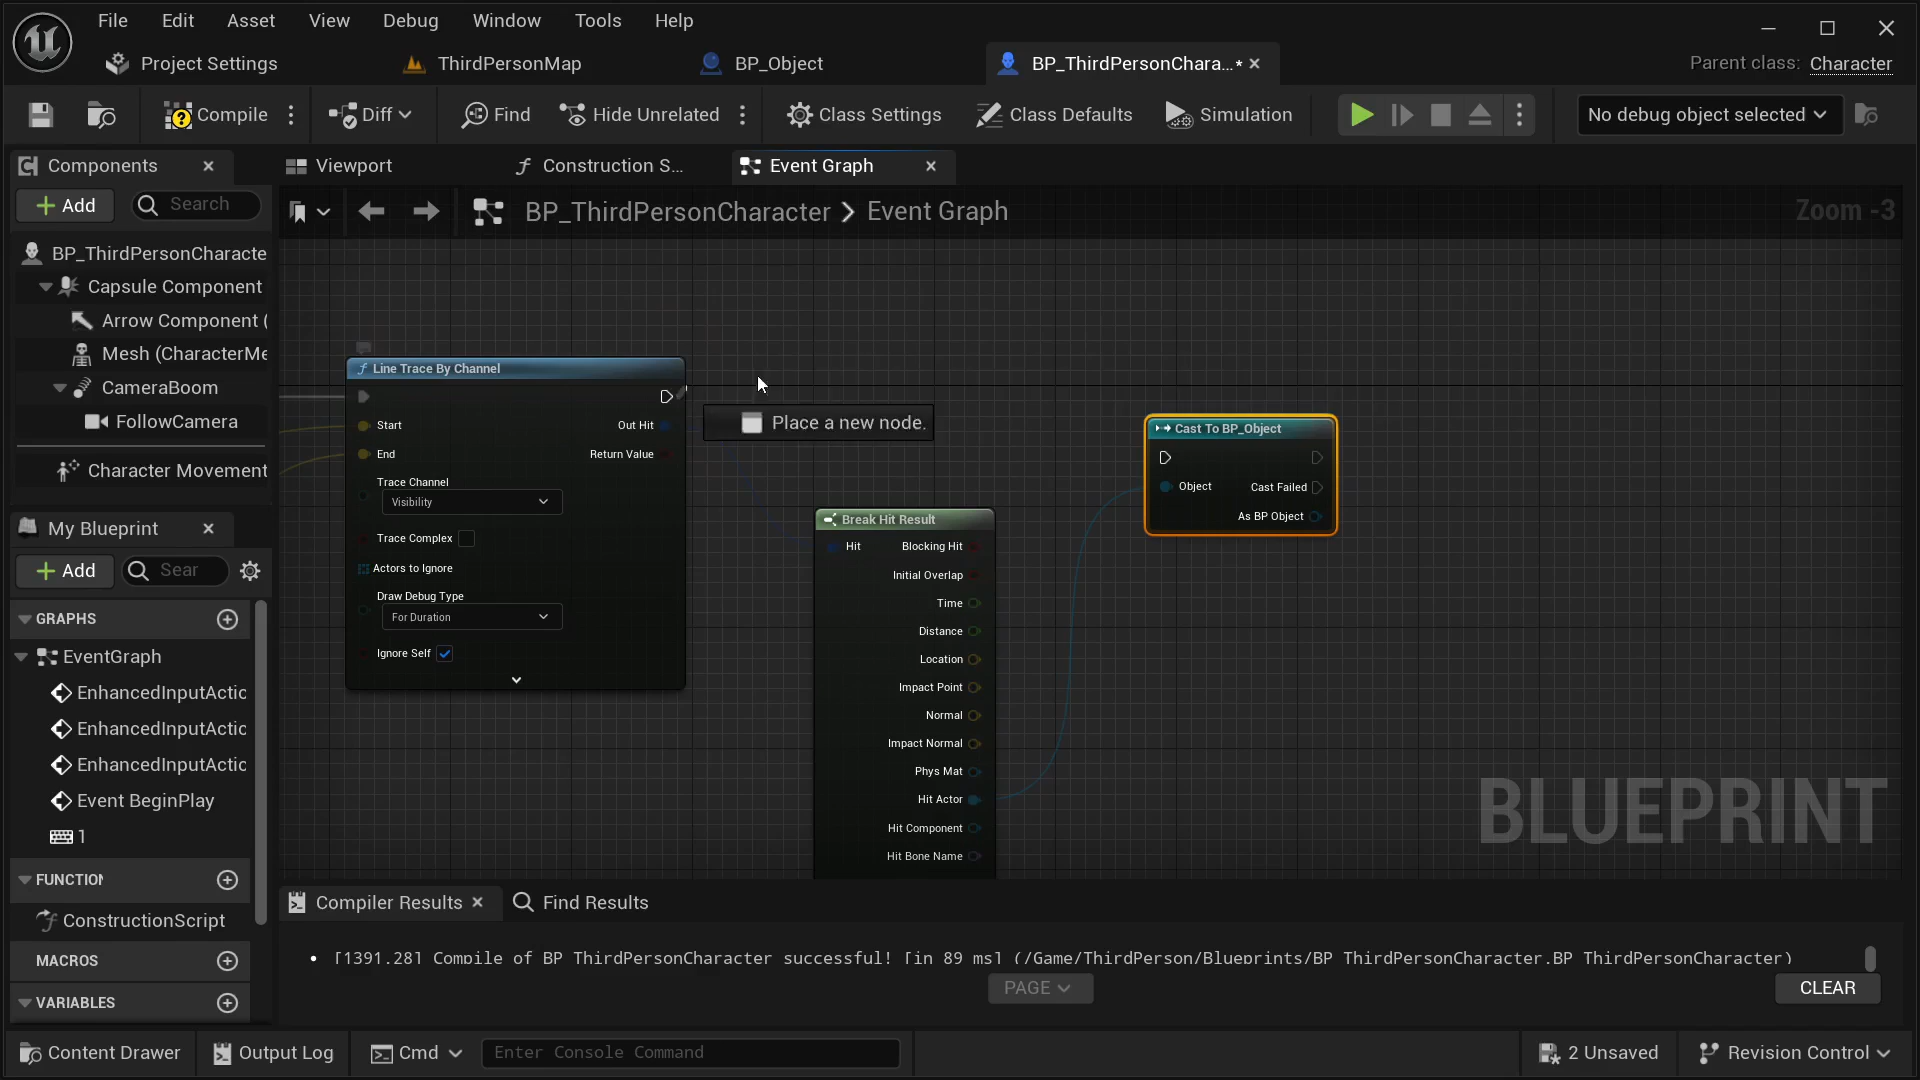 File Edit Asset View Debug Window Tools Help
Project Settings ThirdPersonMap BP_Object BP_ThirdPersonChara...*
Parent class: Character
Compile Diff Find Hide Unrelated Class Settings Class Defaults Simulation No debug object selected
Components Viewport Construction S... Event Graph
Add Search
BP_ThirdPersonCharacter > Event Graph
Zoom -3
BP_ThirdPersonCharacte
Capsule Component
Arrow Component (
Mesh (CharacterMe
CameraBoom
FollowCamera
Character Movement
Line Trace By Channel
Start Out Hit
End Return Value
Trace Channel
Visibility
Trace Complex
Actors to Ignore
Draw Debug Type
For Duration
Ignore Self
Place a new node.
Cast To BP_Object
Object Cast Failed
As BP Object
Break Hit Result
Hit Blocking Hit
Initial Overlap
Time
Distance
Location
Impact Point
Normal
Impact Normal
Phys Mat
Hit Actor
Hit Component
Hit Bone Name
BLUEPRINT
My Blueprint
Add Sear
GRAPHS
EventGraph
EnhancedInputActic
EnhancedInputActic
EnhancedInputActic
Event BeginPlay
1
FUNCTION
ConstructionScript
MACROS
VARIABLES
Compiler Results Find Results
• [1391.28] Compile of BP_ThirdPersonCharacter successful! [in 89 ms] (/Game/ThirdPerson/Blueprints/BP_ThirdPersonCharacter.BP_ThirdPersonCharacter)
PAGE CLEAR
Content Drawer Output Log Cmd Enter Console Command 2 Unsaved Revision Control